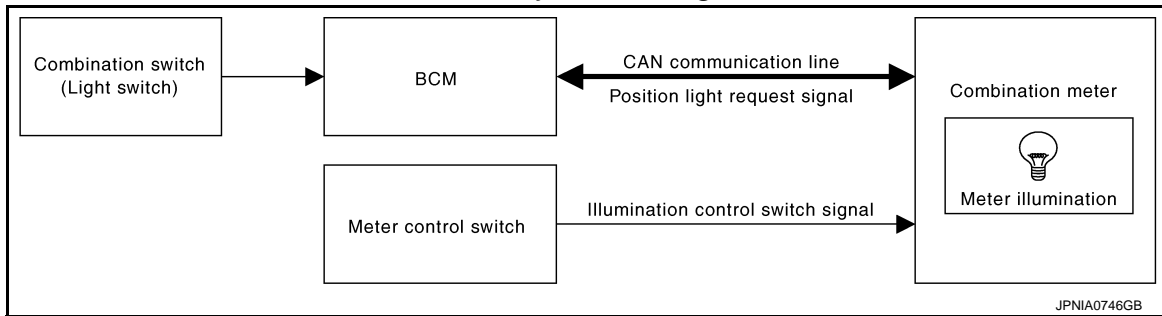 Combination switch
(Light switch)
BCM
CAN communication line
Position light request signal
Combination meter
Meter illumination
Meter control switch
Illumination control switch signal
JPNIA0746GB